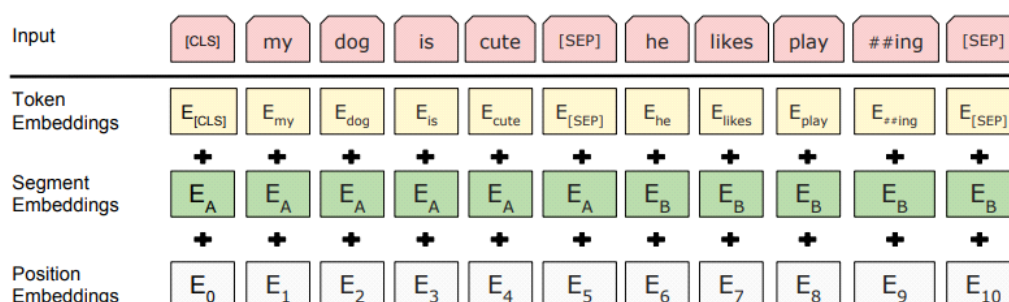 Input [CLS] my dog is cute [SEP] he likes play ##ing [SEP]
Token
Embeddings E[CLS] Emy Edog Eis Ecute E[SEP] Ehe Elikes Eplay E##ing E[SEP]
+ + + + + + + + + + +
Segment
Embeddings EA EA EA EA EA EA EB EB EB EB EB
+ + + + + + + + + + +
Position
Embeddings E0 E1 E2 E3 E4 E5 E6 E7 E8 E9 E10